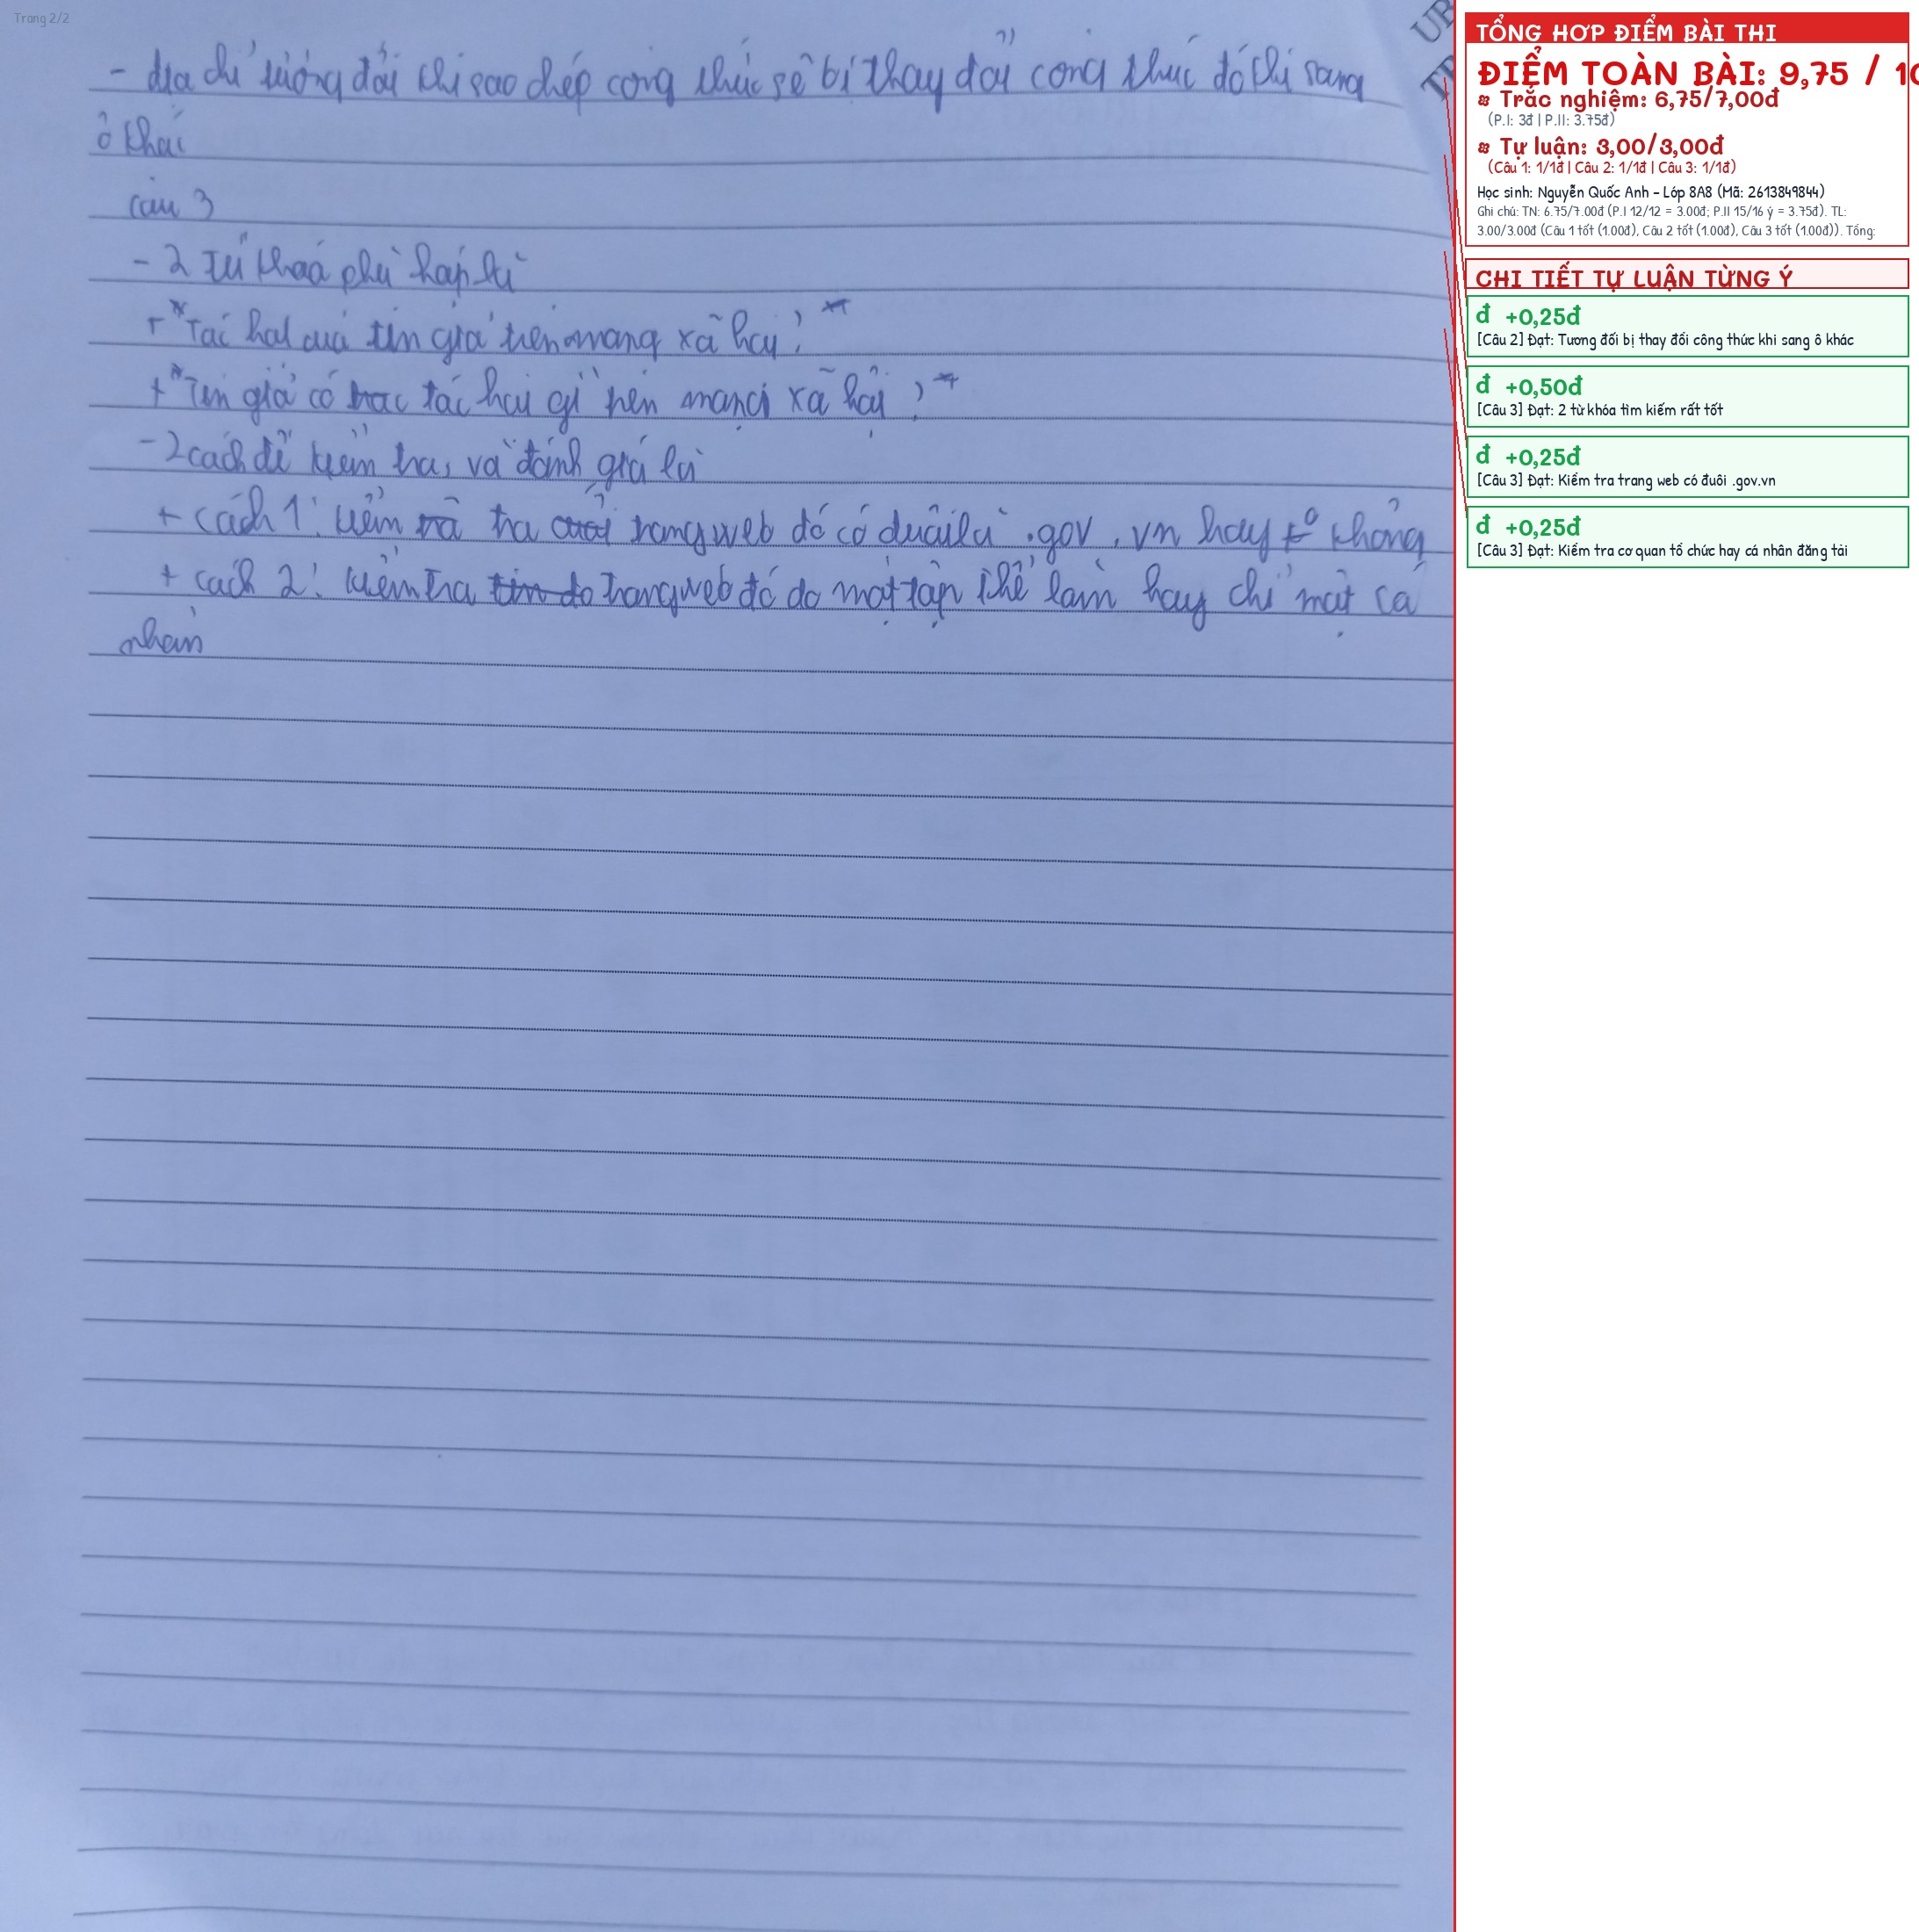 Trang 2/2
- địa chỉ tương đối khi sao chép công thức sẽ bị thay đổi công thức đó khi sang
ô khác
câu 3
- 2 từ khoá phù hợp là
+ "Tác hại của tin giả trên mạng xã hội?"
+ "Tin giả có tác hại gì trên mạng xã hội?"
- 2 cách để kiểm tra, và đánh giá là
+ cách 1: kiểm tra trang web đó có đuôi là .gov.vn hay không
+ cách 2: kiểm tra trang web đó do một tập thể làm hay chỉ một cá
nhân
TỔNG HỢP ĐIỂM BÀI THI
ĐIỂM TOÀN BÀI: 9,75 / 10
Trắc nghiệm: 6,75/7,00đ
(P.I: 3đ | P.II: 3.75đ)
Tự luận: 3,00/3,00đ
(Câu 1: 1/1đ | Câu 2: 1/1đ | Câu 3: 1/1đ)
Học sinh: Nguyễn Quốc Anh - Lớp 8A8 (Mã: 2613849844)
Ghi chú: TN: 6.75/7.00đ (P.I 12/12 = 3.00đ; P.II 15/16 ý = 3.75đ). TL:
3.00/3.00đ (Câu 1 tốt (1.00đ), Câu 2 tốt (1.00đ), Câu 3 tốt (1.00đ)). Tổng:
CHI TIẾT TỰ LUẬN TỪNG Ý
đ +0,25đ
[Câu 2] Đạt: Tương đối bị thay đổi công thức khi sang ô khác
đ +0,50đ
[Câu 3] Đạt: 2 từ khóa tìm kiếm rất tốt
đ +0,25đ
[Câu 3] Đạt: Kiểm tra trang web có đuôi .gov.vn
đ +0,25đ
[Câu 3] Đạt: Kiểm tra cơ quan tổ chức hay cá nhân đăng tải